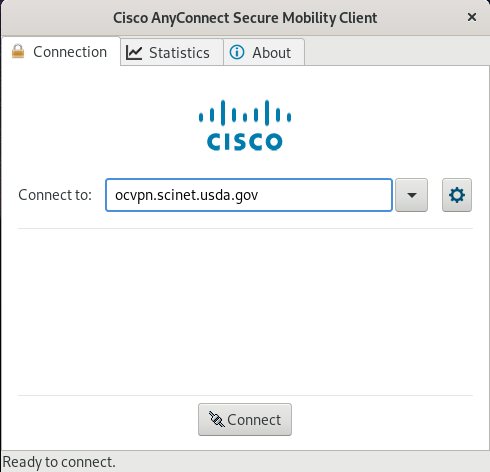 Cisco AnyConnect Secure Mobility Client
Connection Statistics About
CISCO
Connect to: ocvpn.scinet.usda.gov
Connect
Ready to connect.